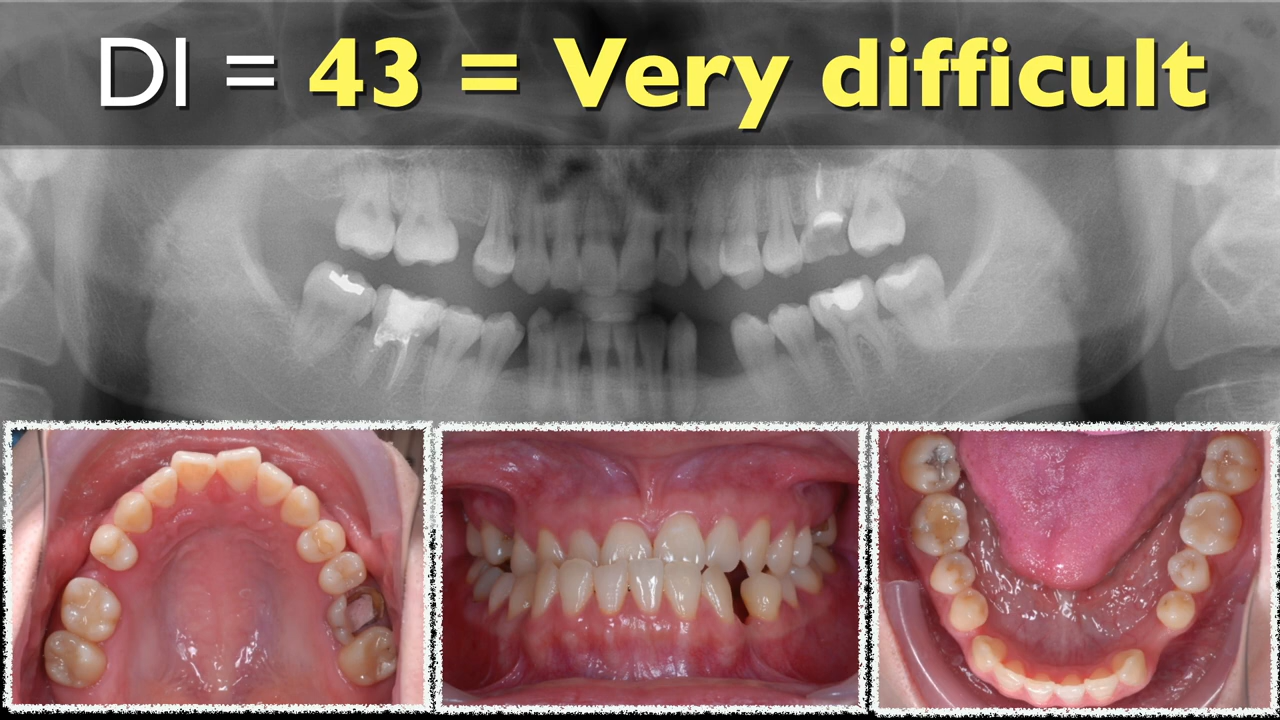 DI = 43 = Very difficult